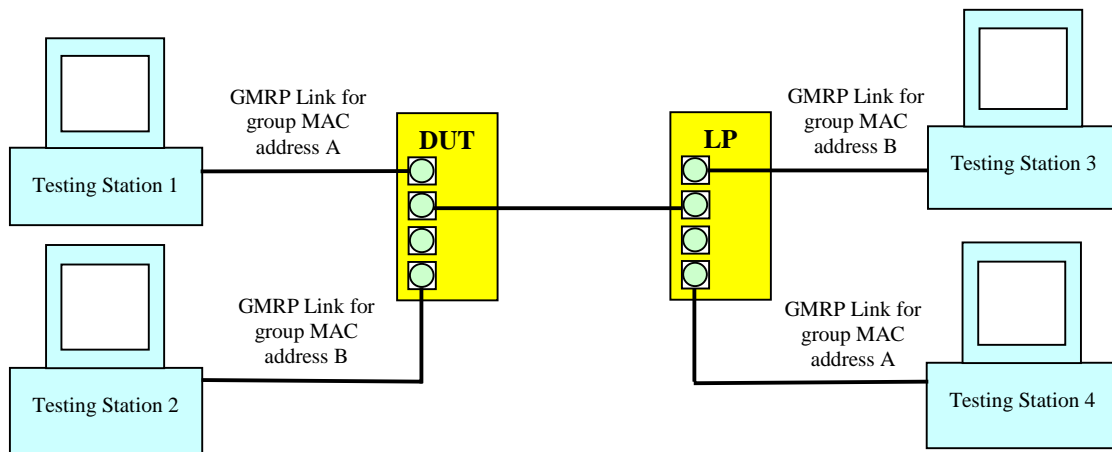 GMRP Link for
group MAC
address A
DUT
LP
GMRP Link for
group MAC
address B
Testing Station 1
Testing Station 3
GMRP Link for
group MAC
address B
GMRP Link for
group MAC
address A
Testing Station 2
Testing Station 4